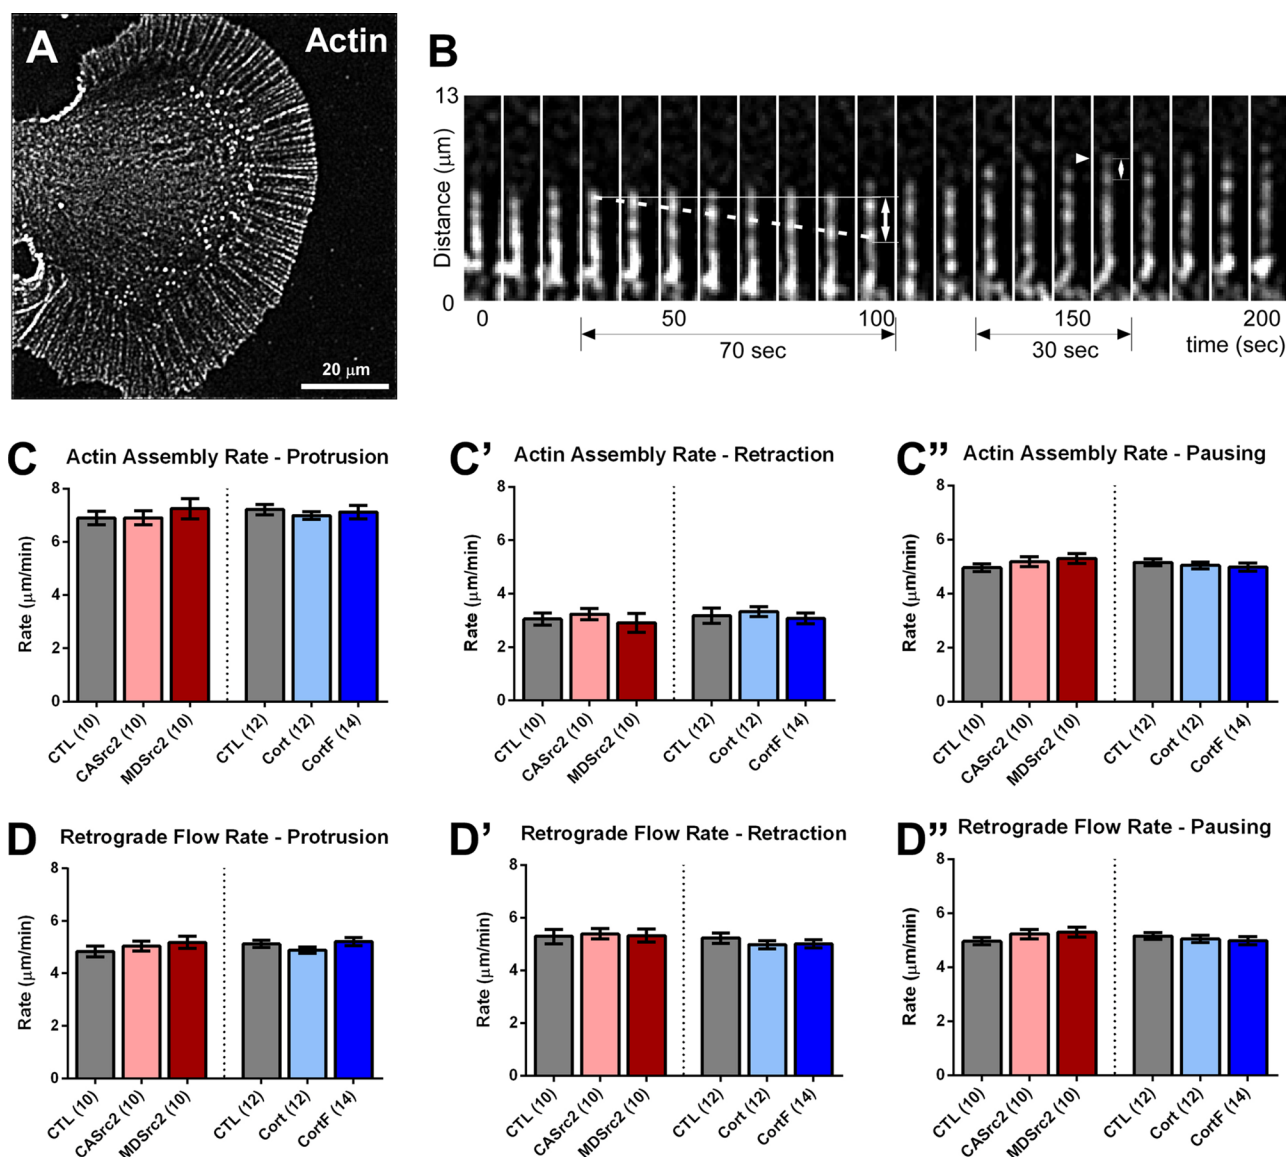 A
Actin
20 μm
B
13
Distance (μm)
0
0 50 100 150 200
70 sec 30 sec time (sec)
C Actin Assembly Rate - Protrusion
8
6
4
2
0
Rate (μm/min)
CTL (10)
CASrc2 (10)
MDSrc2 (10)
CTL (12)
Cort (12)
CortF (14)
C’ Actin Assembly Rate - Retraction
8
6
4
2
0
Rate (μm/min)
CTL (10)
CASrc2 (10)
MDSrc2 (10)
CTL (12)
Cort (12)
CortF (14)
C” Actin Assembly Rate - Pausing
8
6
4
2
0
Rate (μm/min)
CTL (10)
CASrc2 (10)
MDSrc2 (10)
CTL (12)
Cort (12)
CortF (14)
D Retrograde Flow Rate - Protrusion
8
6
4
2
0
Rate (μm/min)
CTL (10)
CASrc2 (10)
MDSrc2 (10)
CTL (12)
Cort (12)
CortF (14)
D’ Retrograde Flow Rate - Retraction
8
6
4
2
0
Rate (μm/min)
CTL (10)
CASrc2 (10)
MDSrc2 (10)
CTL (12)
Cort (12)
CortF (14)
D” Retrograde Flow Rate - Pausing
8
6
4
2
0
Rate (μm/min)
CTL (10)
CASrc2 (10)
MDSrc2 (10)
CTL (12)
Cort (12)
CortF (14)